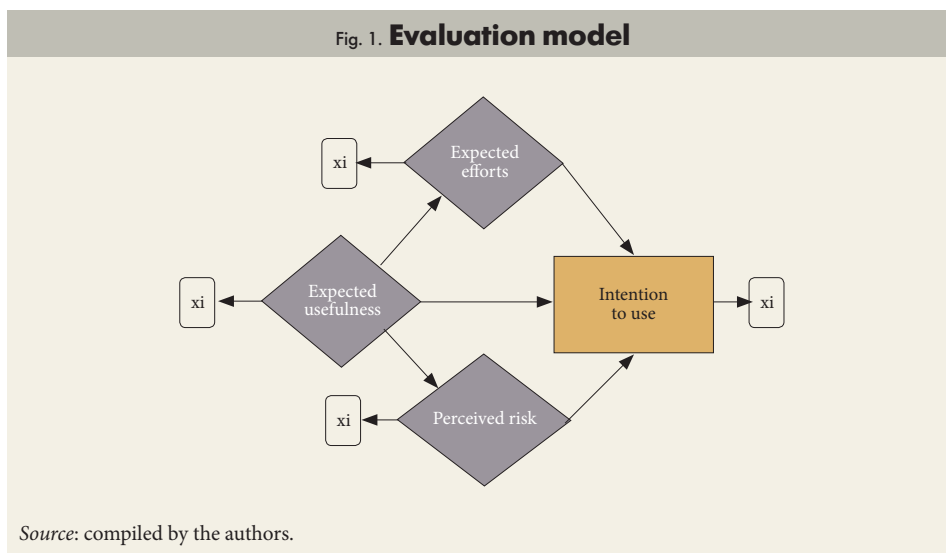 Fig. 1. Evaluation model
Expected
efforts
xi
Expected
usefulness
xi
Intention
to use
xi
Perceived risk
xi
Source: compiled by the authors.